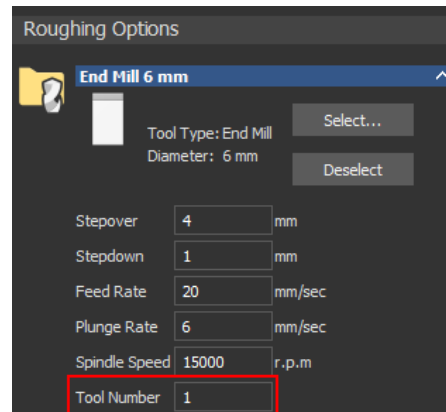 Roughing Options
End Mill 6 mm
Select...
Tool Type: End Mill
Diameter: 6 mm
Deselect
Stepover 4 mm
Stepdown 1 mm
Feed Rate 20 mm/sec
Plunge Rate 6 mm/sec
Spindle Speed 15000 r.p.m
Tool Number 1